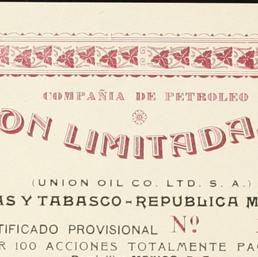 COMPAÑIA DE PETROLEO
ON LIMITADA
(UNION OIL CO. LTD. S. A.)
AS Y TABASCO - REPUBLICA M
TIFICADO PROVISIONAL Nº
R 100 ACCIONES TOTALMENTE PA